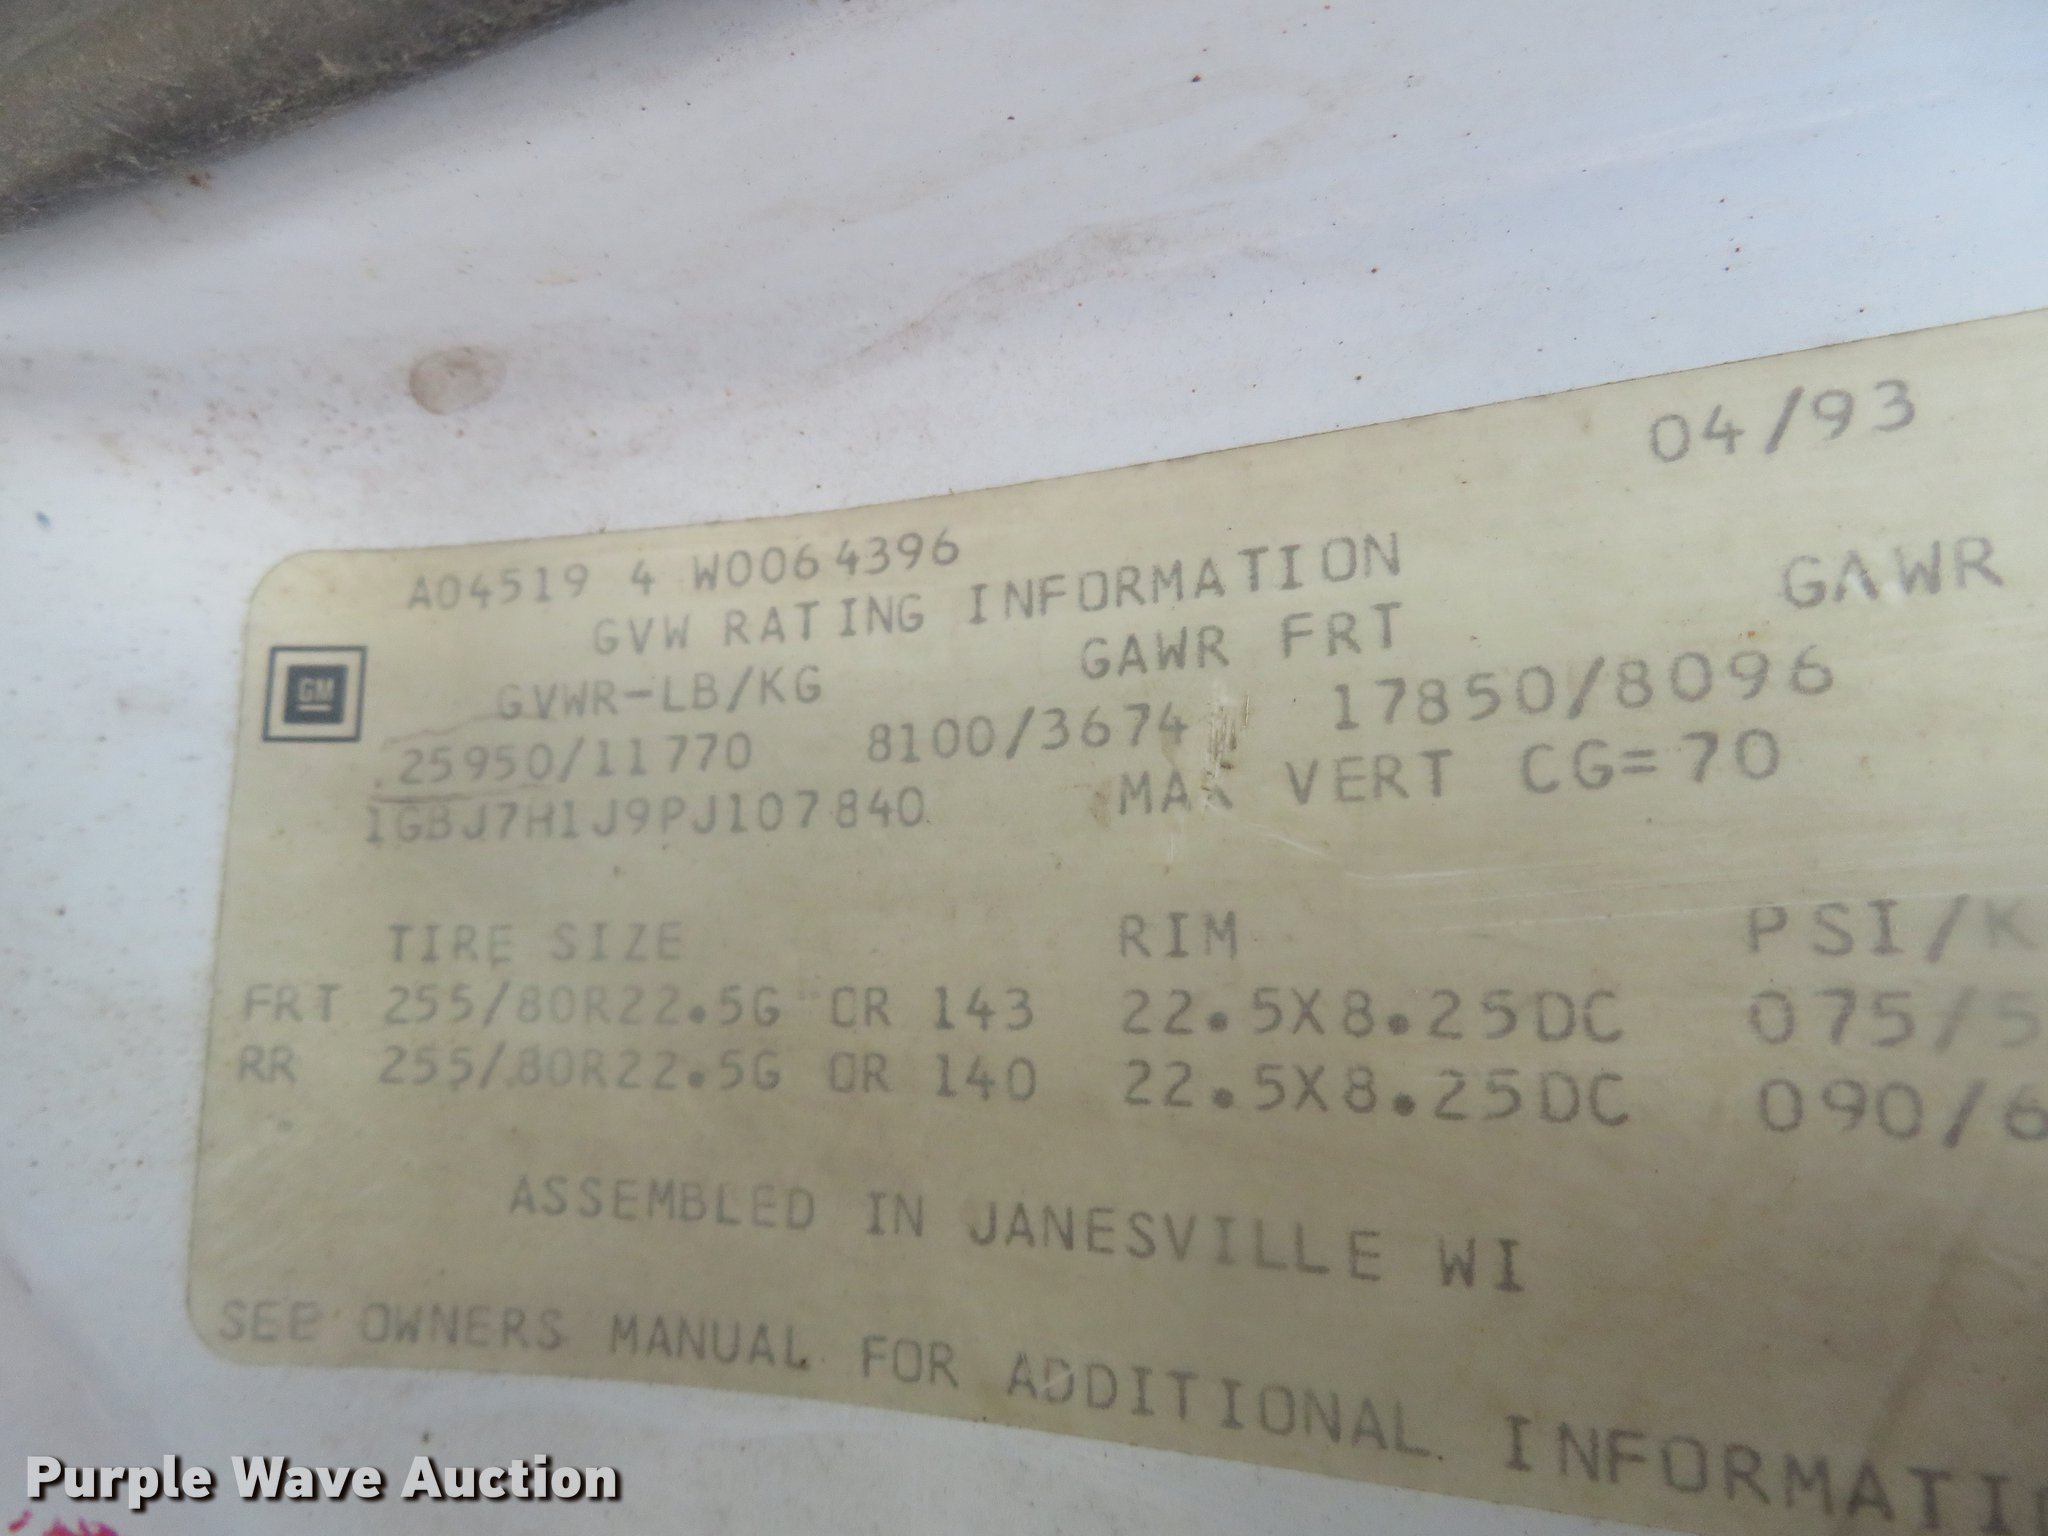 04/93
A04519 4 W0064396
GVW RATING INFORMATION
GM
GVWR-LB/KG GAWR FRT GAWR
25950/11770 8100/3674 17850/8096
1GBJ7H1J9PJ107840 MAX VERT CG=70
TIRE SIZE RIM PSI/K
FRT 255/80R22.5G OR 143 22.5X8.25DC 075/5
RR 255/80R22.5G OR 140 22.5X8.25DC 090/6
ASSEMBLED IN JANESVILLE WI
SEE OWNERS MANUAL FOR ADDITIONAL INFORMATI
Purple Wave Auction